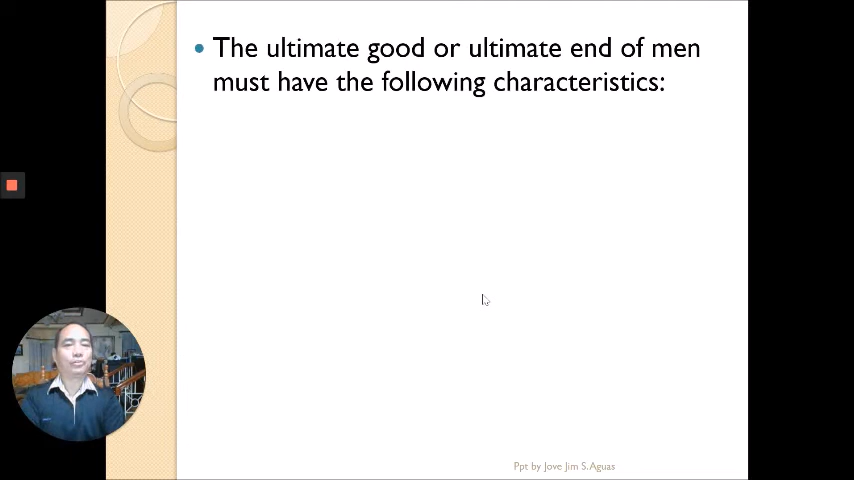 The ultimate good or ultimate end of men
must have the following characteristics:
Ppt by Jove Jim S. Aguas